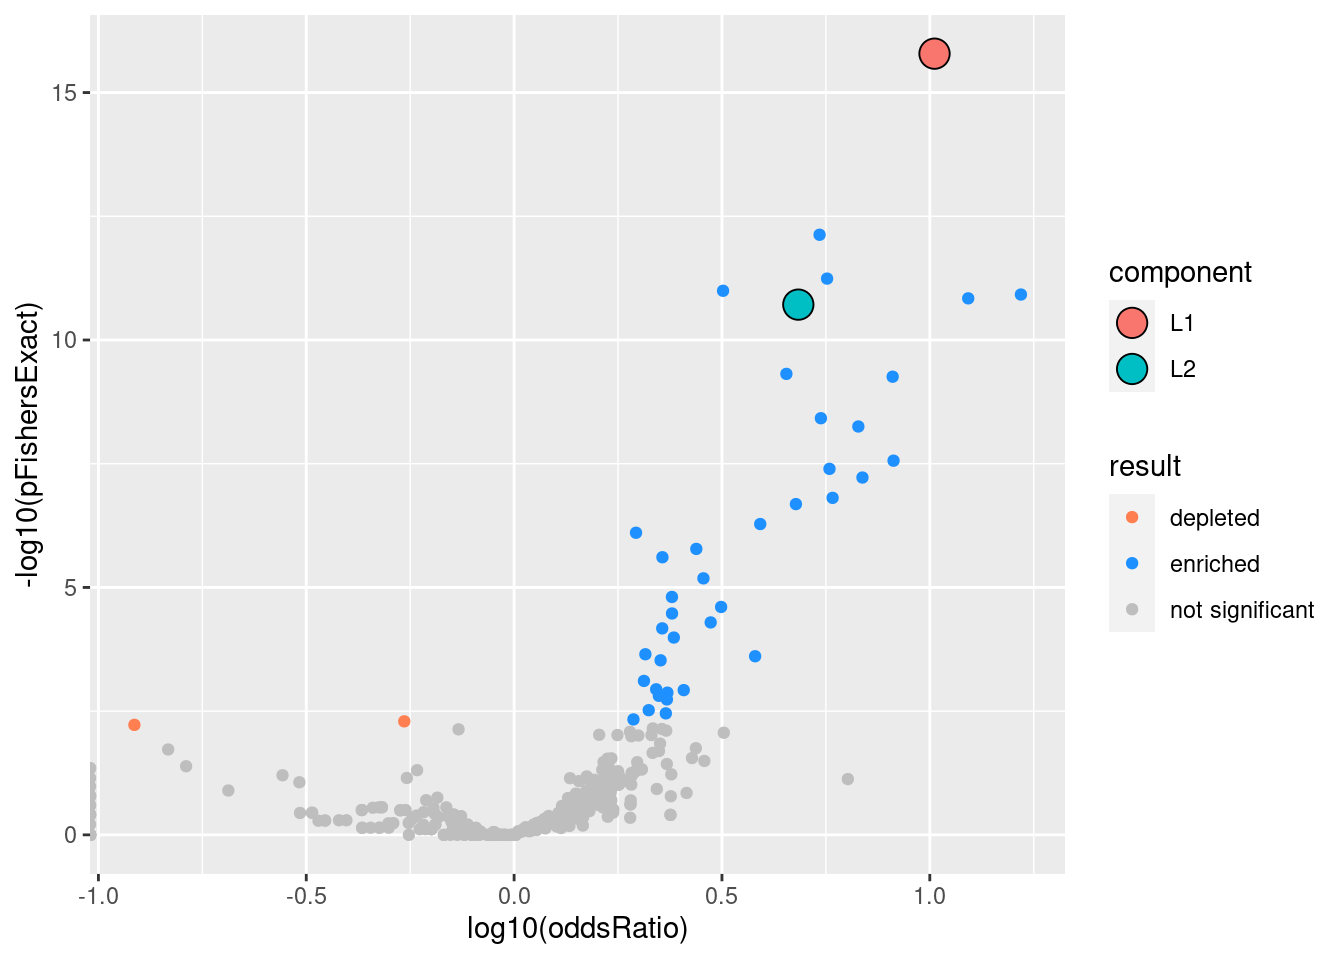 15
10
5
0
-log10(pFishersExact)
-1.0
-0.5
0.0
0.5
1.0
log10(oddsRatio)
component
L1
L2
result
depleted
enriched
not significant